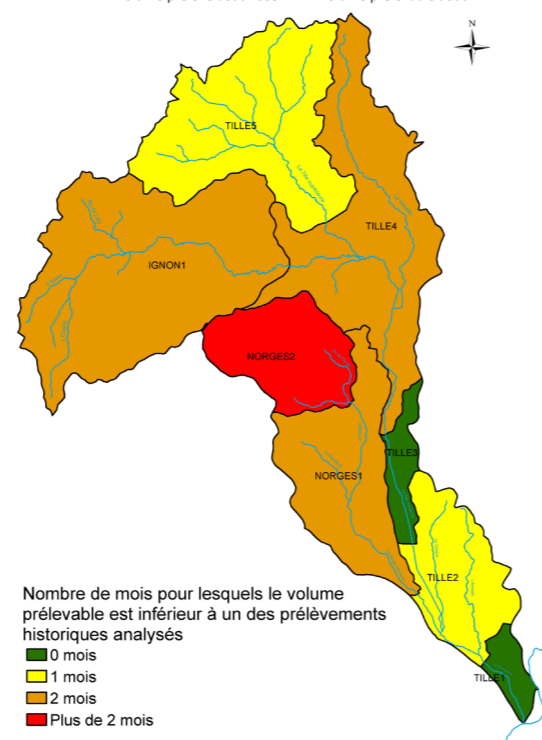 N
TILLE5
TILLE4
IGNON1
NORGES2
TILLE3
NORGES1
TILLE2
TILLE1
Nombre de mois pour lesquels le volume
prélevable est inférieur à un des prélèvements
historiques analysés
0 mois
1 mois
2 mois
Plus de 2 mois